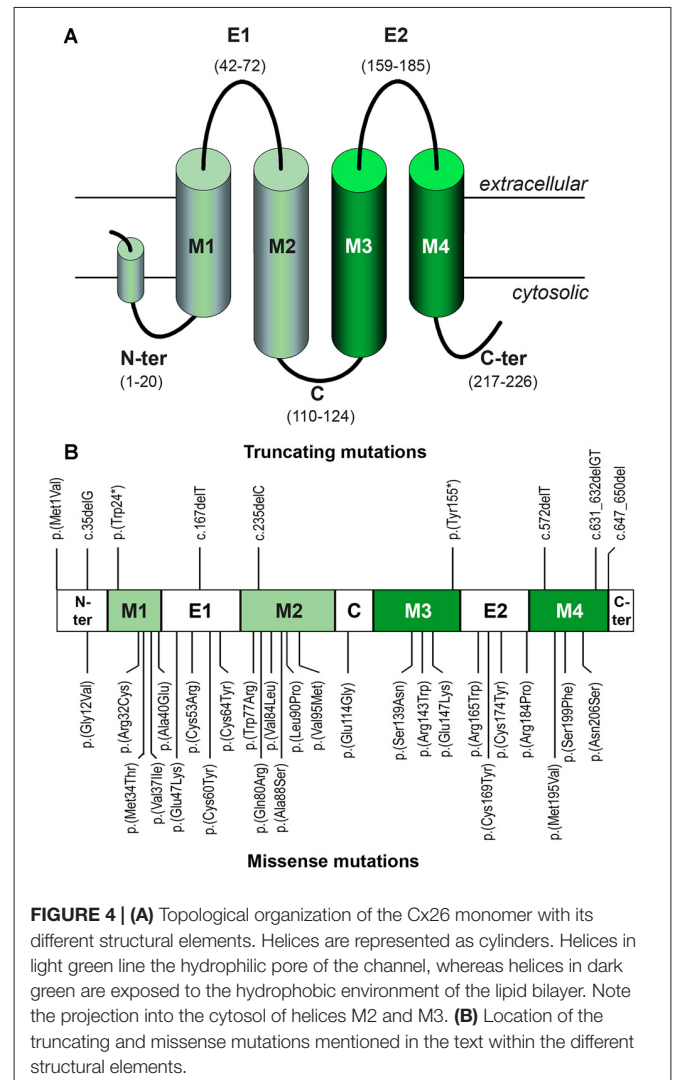 A
E1
E2
(42-72)
(159-185)
extracellular
M1
M2
M3
M4
cytosolic
N-ter
(1-20)
C
(110-124)
C-ter
(217-226)
B
Truncating mutations
p.(Met1Val)
c.35delG
p.(Trp24*)
c.167delT
c.235delC
p.(Tyr155*)
c.572delT
c.631_632delGT
c.647_650del
N-
ter
M1
E1
M2
C
M3
E2
M4
C-
ter
p.(Gly12Val)
p.(Arg32Cys)
p.(Met34Thr)
p.(Val37Ile)
p.(Ala40Glu)
p.(Glu47Lys)
p.(Cys53Arg)
p.(Cys60Tyr)
p.(Cys64Tyr)
p.(Trp77Arg)
p.(Gln80Arg)
p.(Val84Leu)
p.(Ala88Ser)
p.(Leu90Pro)
p.(Val95Met)
p.(Glu114Gly)
p.(Ser139Asn)
p.(Arg143Trp)
p.(Glu147Lys)
p.(Arg165Trp)
p.(Cys169Tyr)
p.(Cys174Tyr)
p.(Arg184Pro)
p.(Met195Val)
p.(Ser199Phe)
p.(Asn206Ser)
Missense mutations
FIGURE 4 | (A) Topological organization of the Cx26 monomer with its
different structural elements. Helices are represented as cylinders. Helices in
light green line the hydrophilic pore of the channel, whereas helices in dark
green are exposed to the hydrophobic environment of the lipid bilayer. Note
the projection into the cytosol of helices M2 and M3. (B) Location of the
truncating and missense mutations mentioned in the text within the different
structural elements.